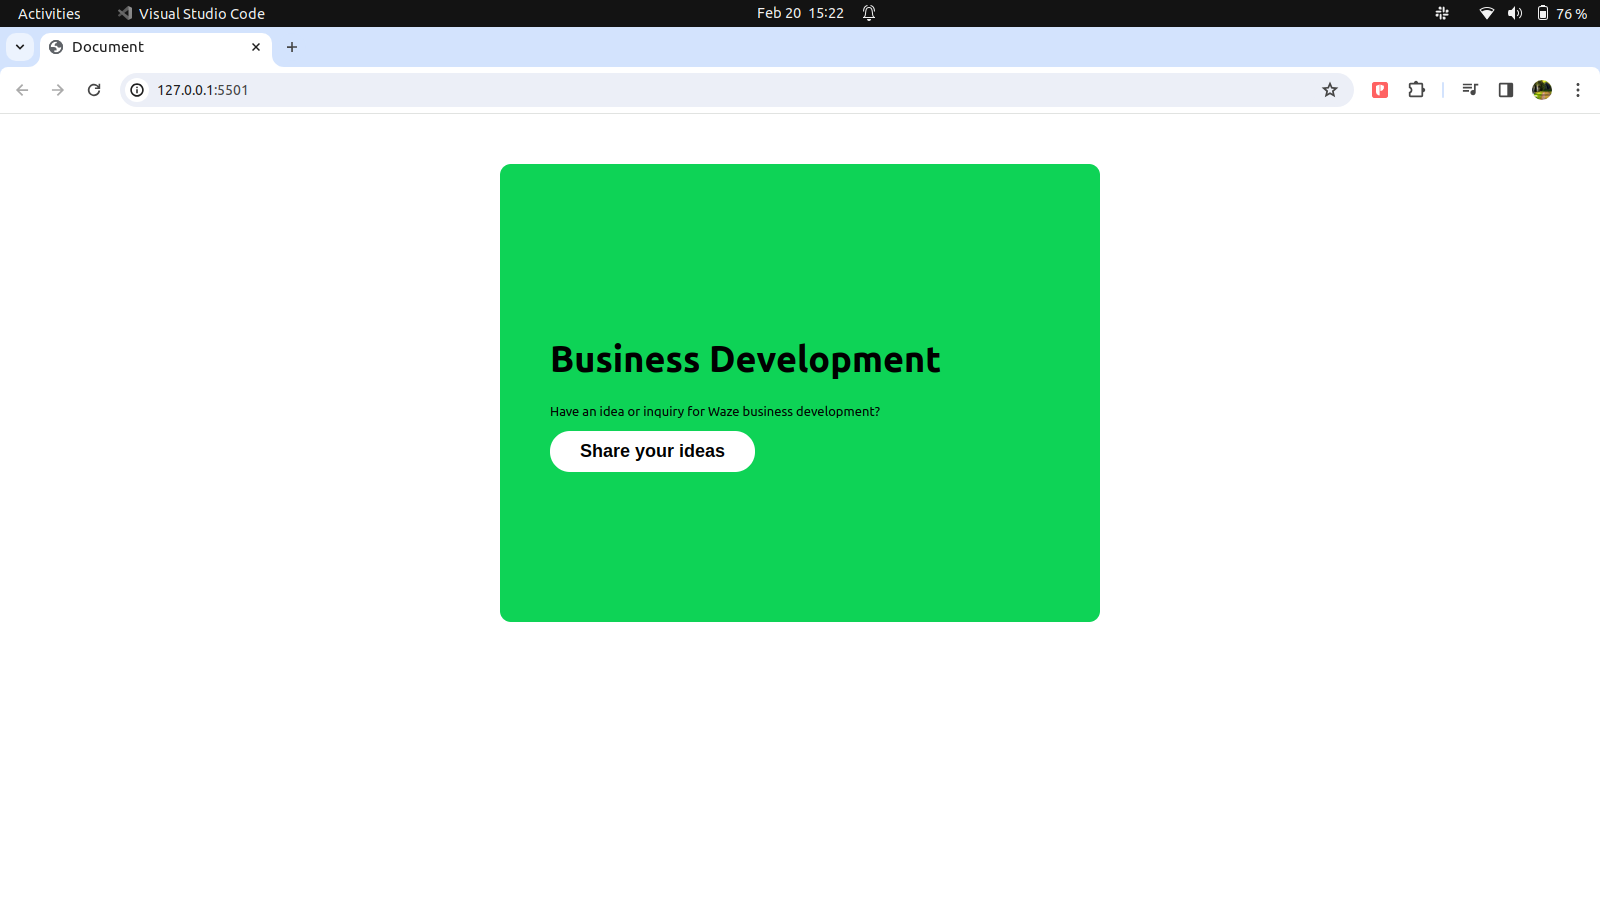 Activities Visual Studio Code Feb 20 15:22 76 %
Document
127.0.0.1:5501
Business Development
Have an idea or inquiry for Waze business development?
Share your ideas